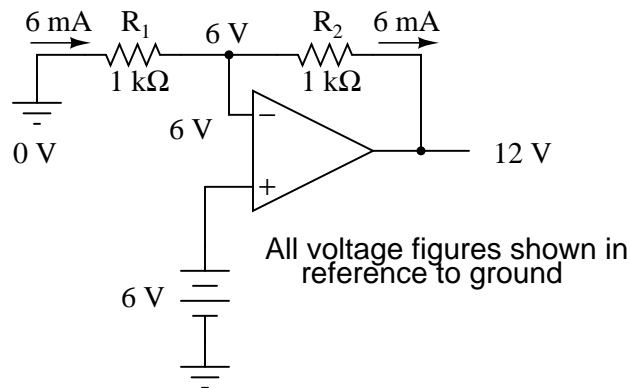 6 mA R₁ 6 V R₂ 6 mA
1 kΩ 1 kΩ
6 V −
0 V 12 V
+
All voltage figures shown in
reference to ground
6 V